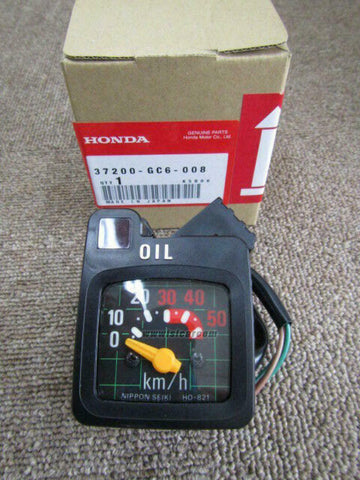 HONDA
GENUINE PARTS
Honda Motor Co., Ltd.
37200-GC6-008
QTY 1
MADE IN JAPAN
OIL
20 30 40
10 50
0
km/h
NIPPON SEIKI HO-821